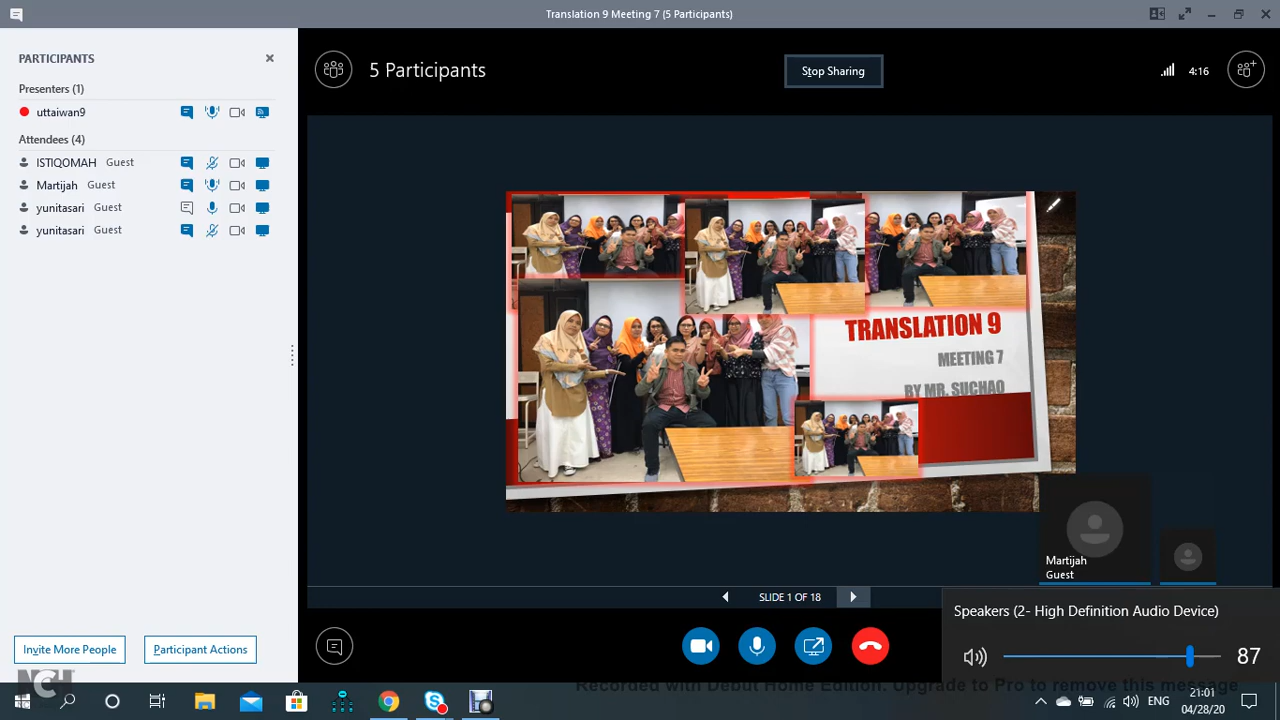 Translation 9 Meeting 7 (5 Participants)
PARTICIPANTS
Presenters (1)
uttaiwan9
Attendees (4)
ISTIQOMAH Guest
Martijah Guest
yunitasari Guest
yunitasari Guest
Invite More People
Participant Actions
5 Participants
Stop Sharing
4:16
TRANSLATION 9
MEETING 7
BY MR. SUCHAO
Martijah
Guest
SLIDE 1 OF 18
Speakers (2- High Definition Audio Device)
87
NCH
Recorded with Debut Home Edition. Upgrade to Pro to remove this message
21:01
04/28/20